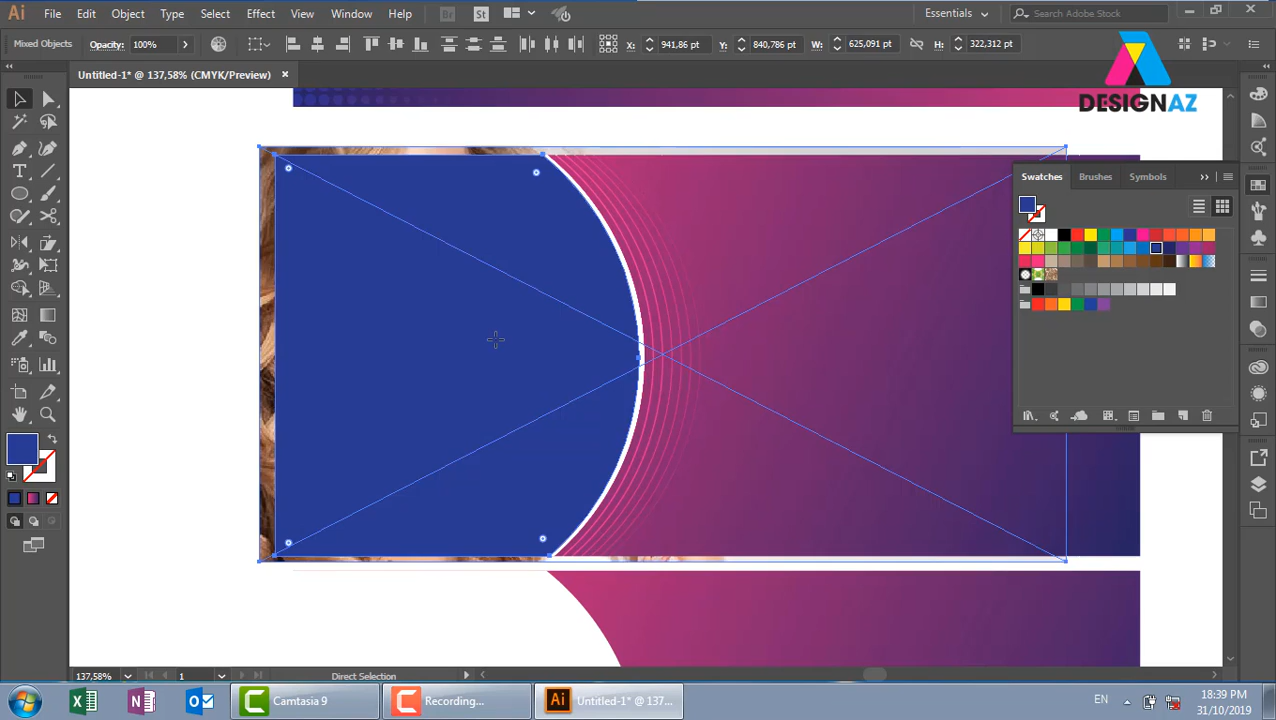 Ai File Edit Object Type Select Effect View Window Help Br St Essentials Search Adobe Stock
Mixed Objects Opacity: 100% X: 941,86 pt Y: 840,786 pt W: 625,091 pt H: 322,312 pt
Untitled-1* @ 137,58% (CMYK/Preview)
DESIGNAZ
Swatches Brushes Symbols
137,58% 1 Direct Selection
Camtasia 9 Recording... Ai Untitled-1* @ 137... EN 18:39 PM
31/10/2019